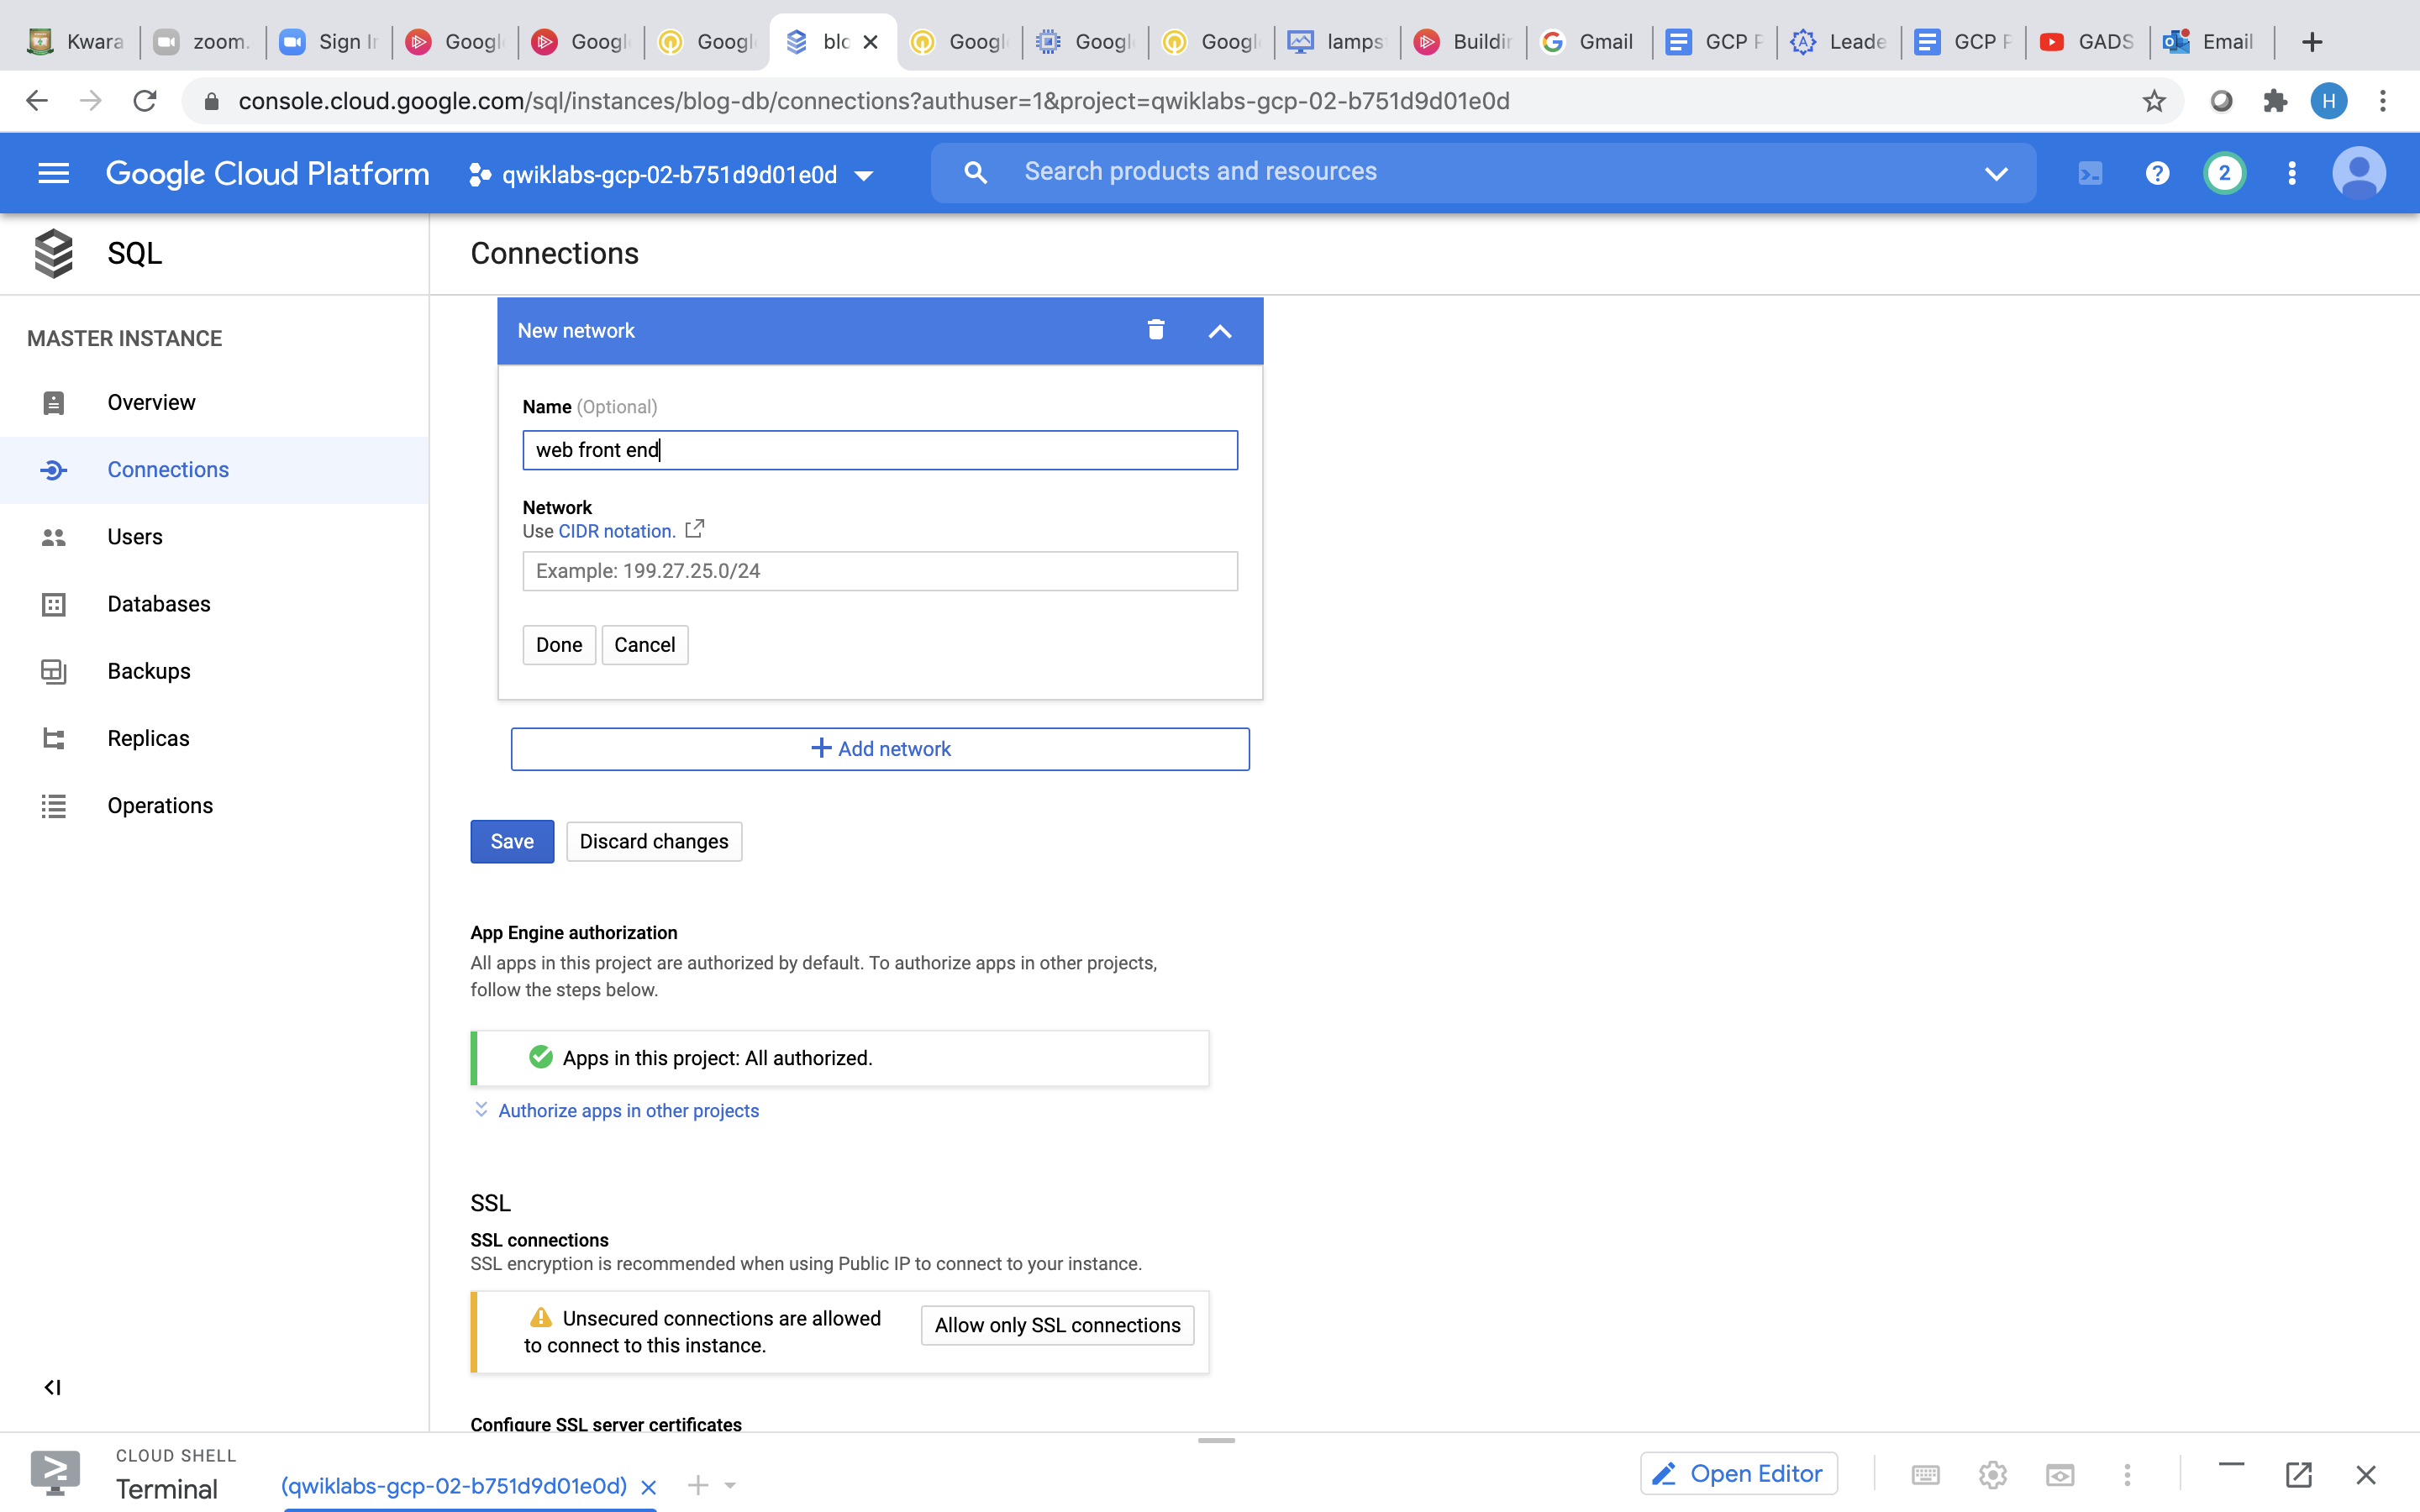 Kwara
zoom.
Sign In
Googl
Googl
Googl
blo
Googl
Googl
Googl
lamps
Buildin
Gmail
GCP P
Leade
GCP P
GADS
Email
console.cloud.google.com/sql/instances/blog-db/connections?authuser=1&project=qwiklabs-gcp-02-b751d9d01e0d
H
Google Cloud Platform
qwiklabs-gcp-02-b751d9d01e0d
Search products and resources
2
SQL
Connections
MASTER INSTANCE
Overview
Connections
Users
Databases
Backups
Replicas
Operations
New network
Name (Optional)
web front end
Network
Use CIDR notation.
Example: 199.27.25.0/24
Done
Cancel
Add network
Save
Discard changes
App Engine authorization
All apps in this project are authorized by default. To authorize apps in other projects,
follow the steps below.
Apps in this project: All authorized.
Authorize apps in other projects
SSL
SSL connections
SSL encryption is recommended when using Public IP to connect to your instance.
Unsecured connections are allowed
to connect to this instance.
Allow only SSL connections
Configure SSL server certificates
CLOUD SHELL
Terminal
(qwiklabs-gcp-02-b751d9d01e0d)
Open Editor